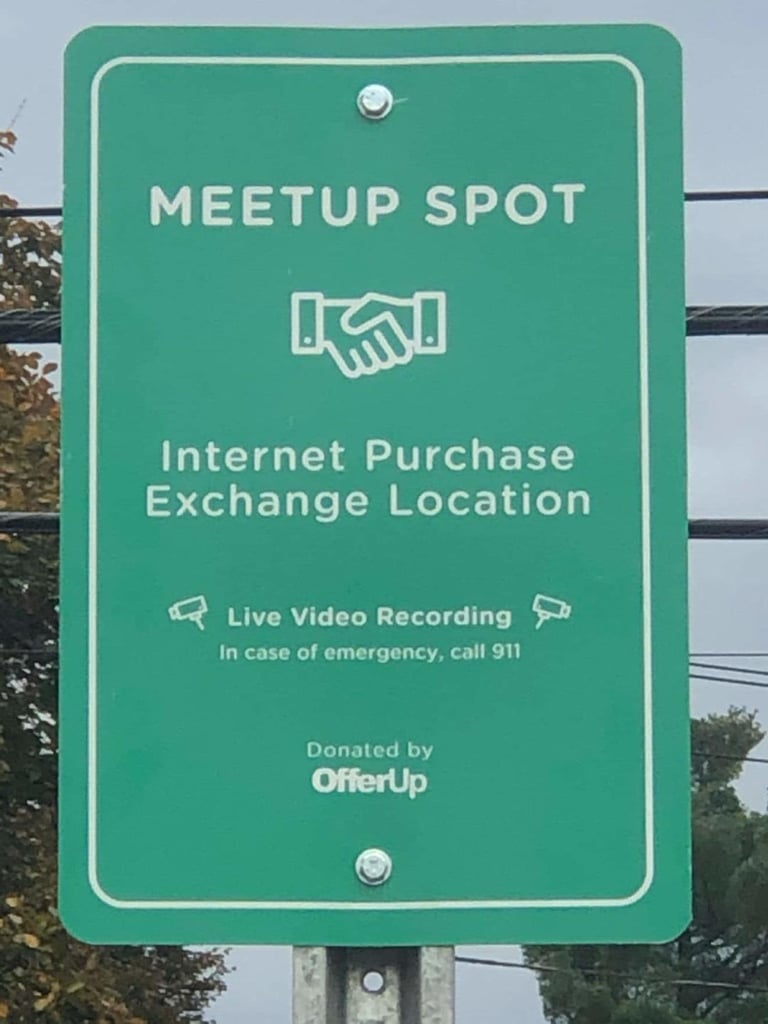 MEETUP SPOT
Internet Purchase
Exchange Location
Live Video Recording
In case of emergency, call 911
Donated by
OfferUp